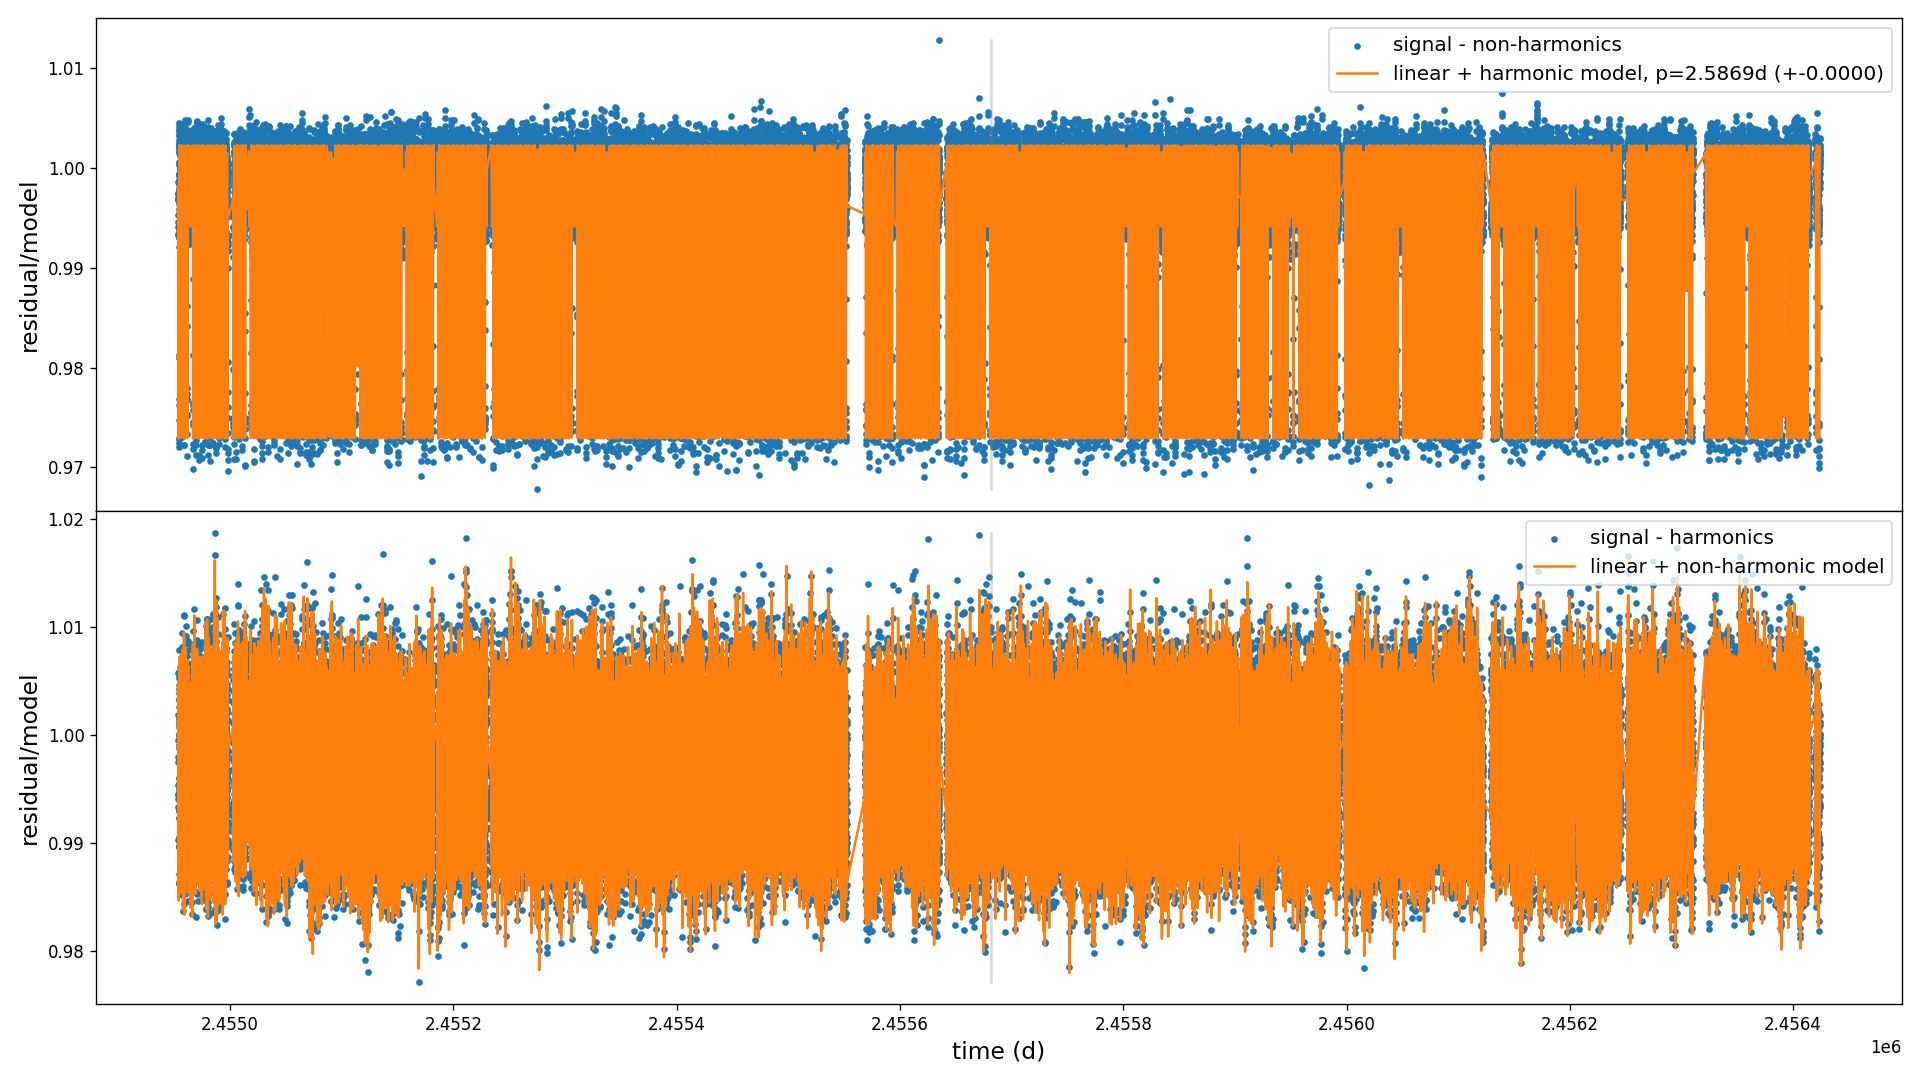 signal - non-harmonics
linear + harmonic model, p=2.5869d (+-0.0000)
1.01
1.00
0.99
0.98
0.97
residual/model
signal - harmonics
linear + non-harmonic model
1.02
1.01
1.00
0.99
0.98
residual/model
2.4550
2.4552
2.4554
2.4556
2.4558
2.4560
2.4562
2.4564
1e6
time (d)